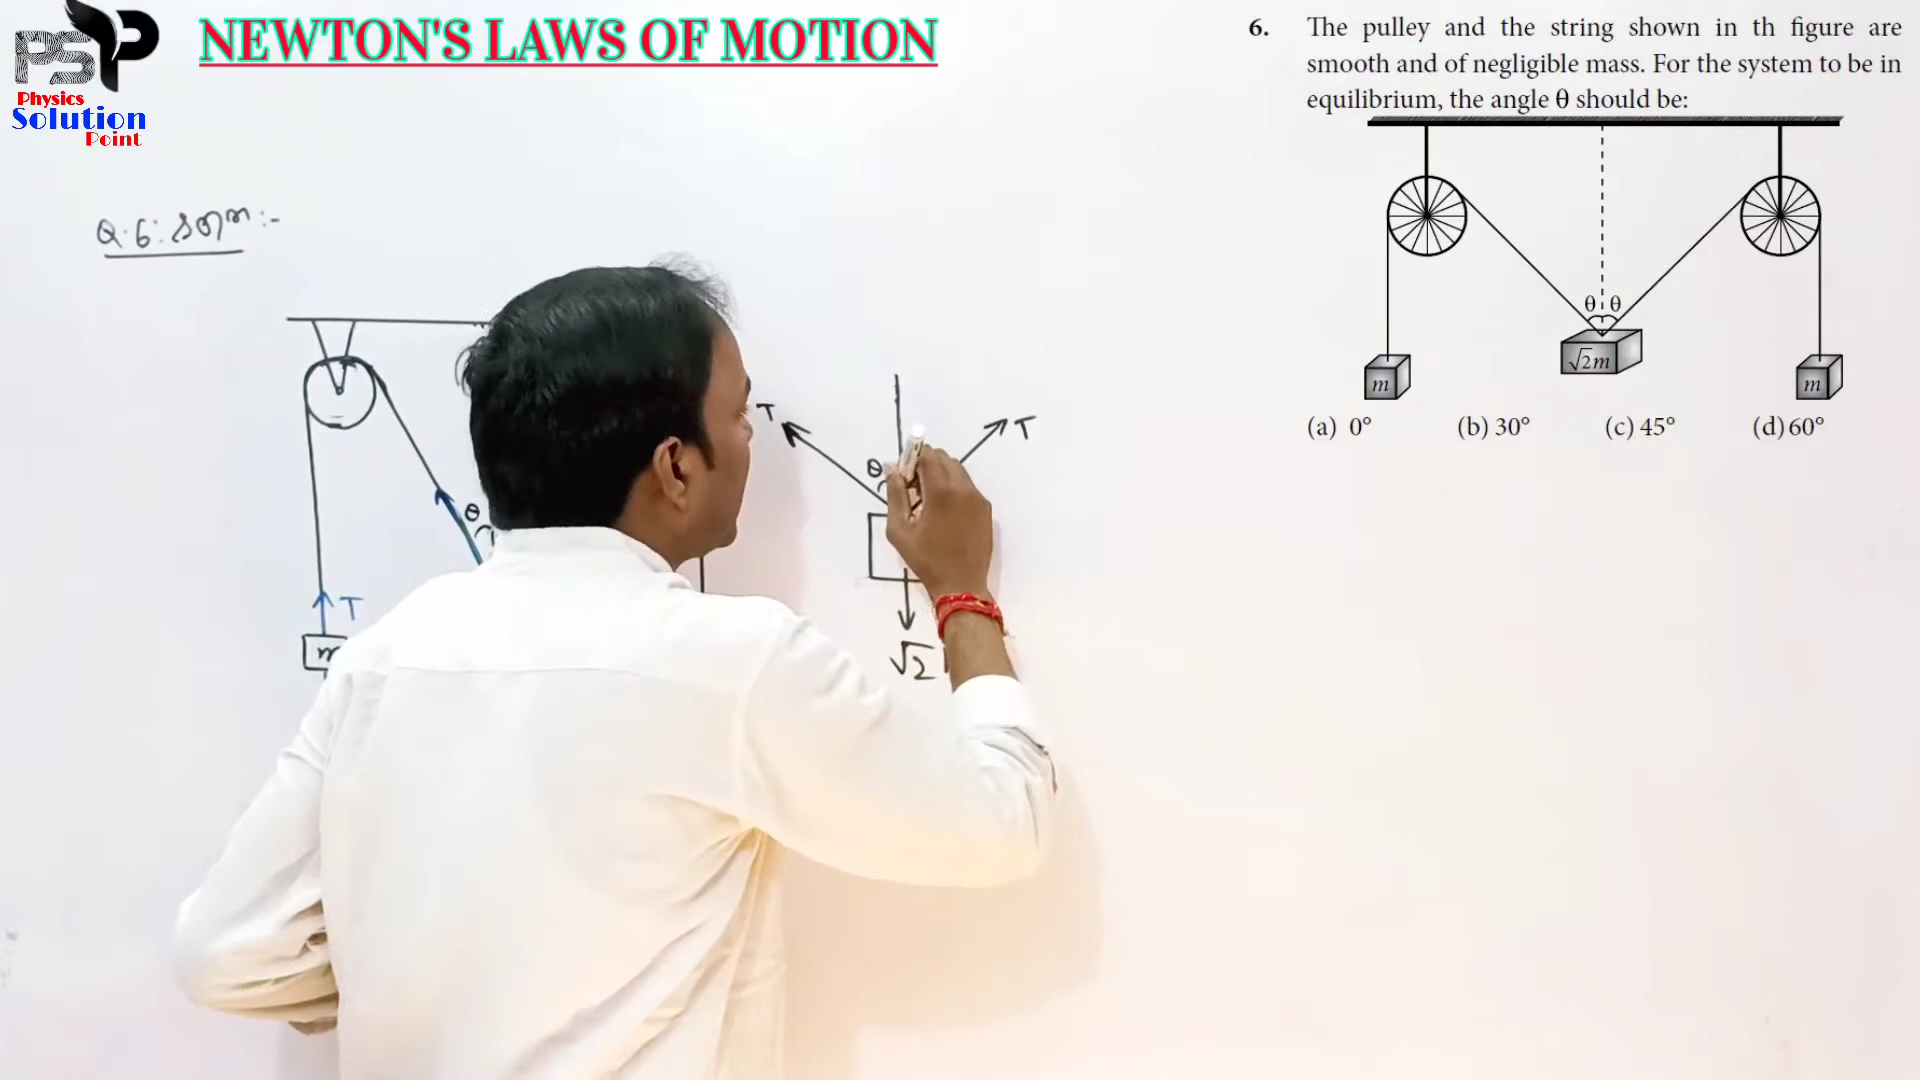 PSP
Physics
Solution
Point
NEWTON'S LAWS OF MOTION
6. The pulley and the string shown in th figure are
smooth and of negligible mass. For the system to be in
equilibrium, the angle θ should be:
θ θ
√2m
m
m
(a) 0° (b) 30° (c) 45° (d) 60°
Q.6:
T
T
θ
θ
T
m
√2